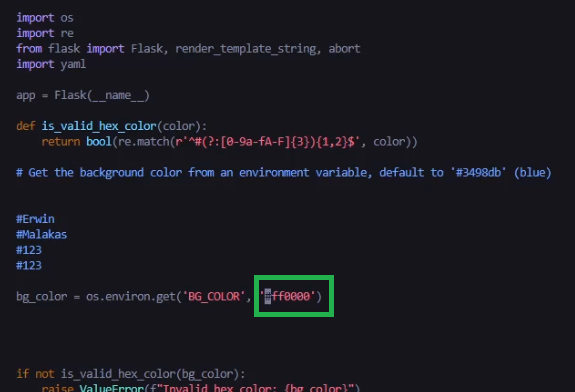 import os
import re
from flask import Flask, render_template_string, abort
import yaml
app = Flask(__name__)
def is_valid_hex_color(color):
    return bool(re.match(r'^#(?:[0-9a-fA-F]{3}){1,2}$', color))
# Get the background color from an environment variable, default to '#3498db' (blue)
#Erwin
#Malakas
#123
#123
bg_color = os.environ.get('BG_COLOR', '#ff0000')
if not is_valid_hex_color(bg_color):
    raise ValueError(f"Invalid hex color: {bg_color}")